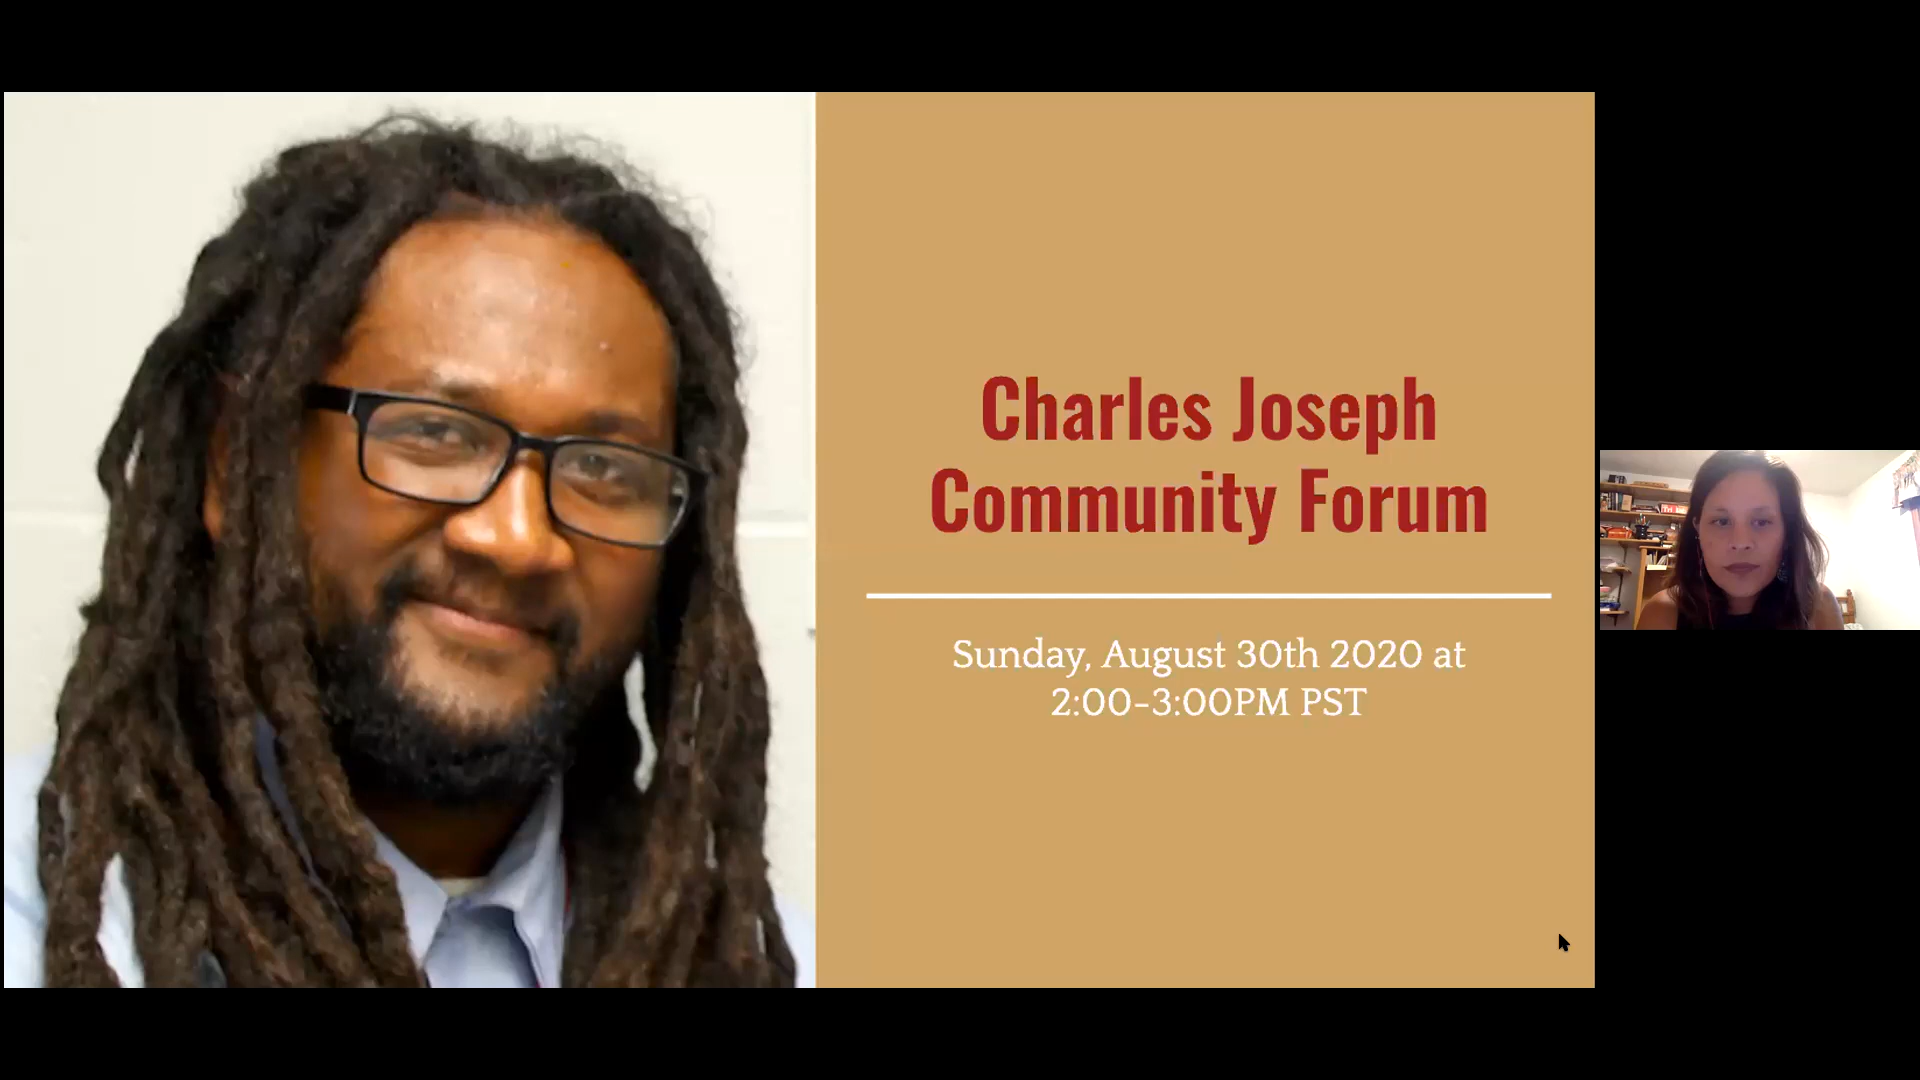 Charles Joseph
Community Forum
Sunday, August 30th 2020 at
2:00-3:00PM PST